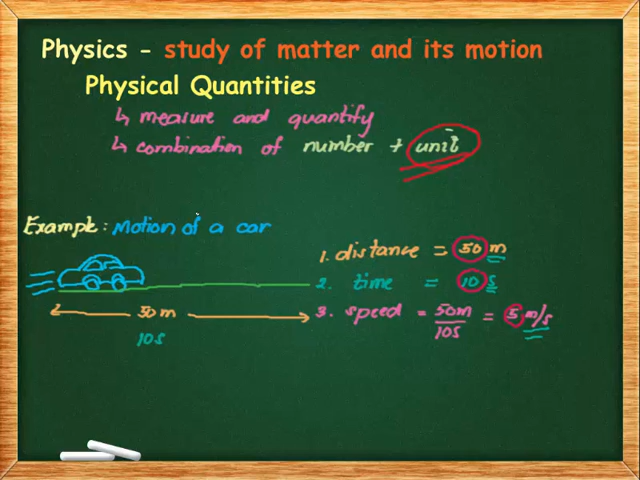 Physics - study of matter and its motion
Physical Quantities
↳ measure and quantify
↳ combination of number + unit
Example: Motion of a car
1. distance = 50 m
2. time = 10 s
3. speed = 50m/10s = 5 m/s
50 m
10s